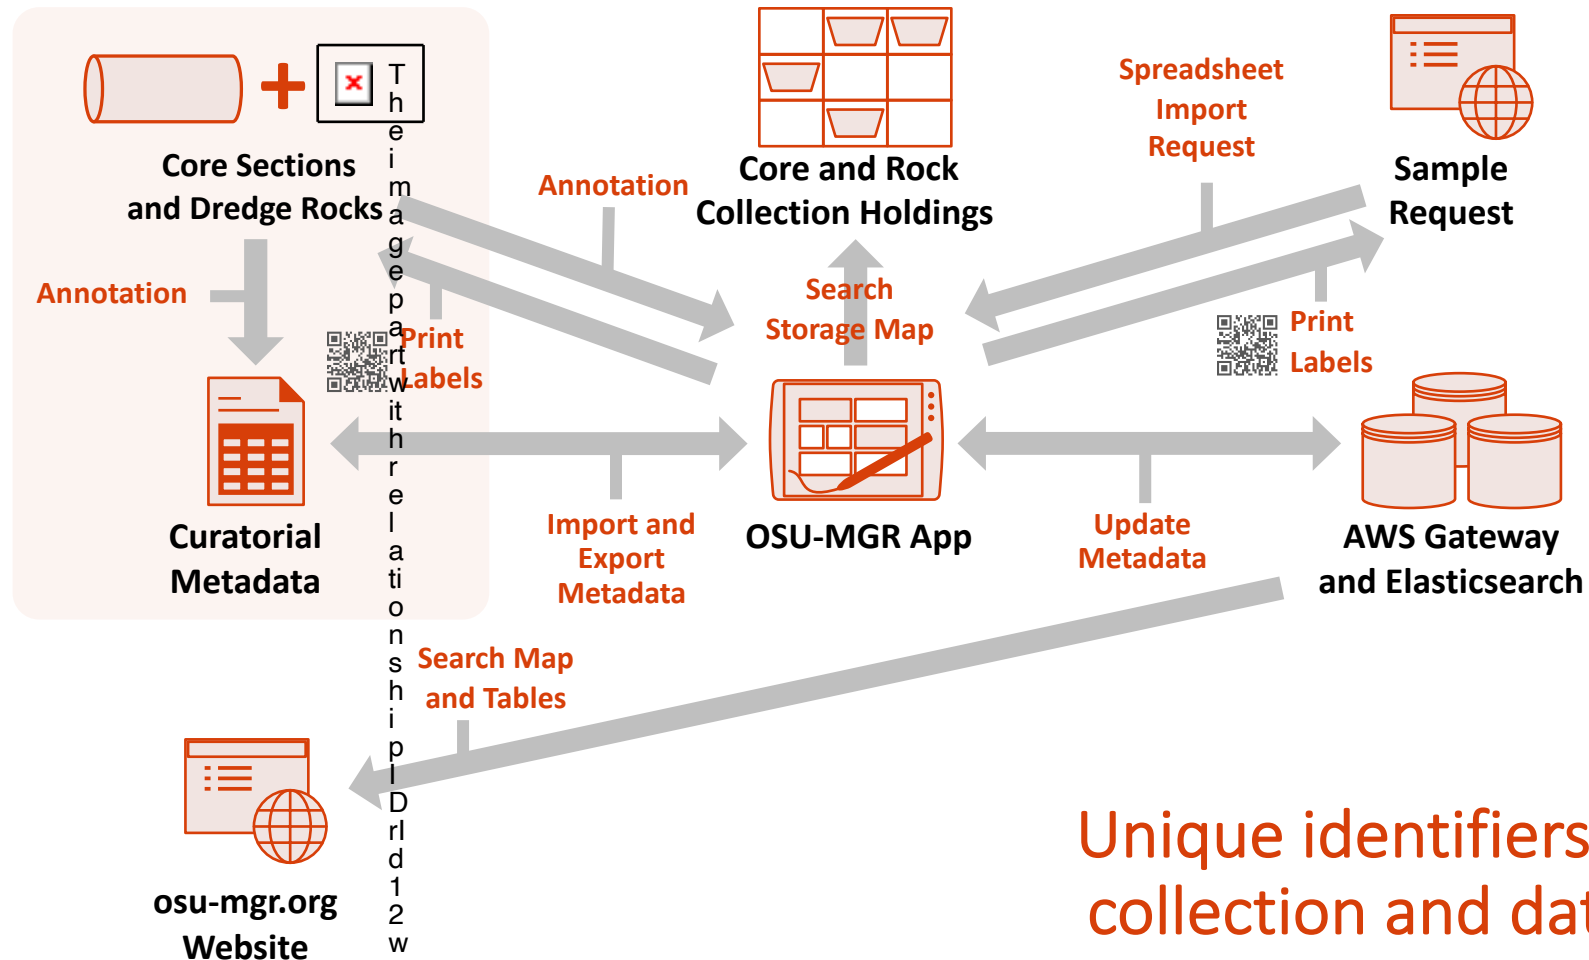 Core Sections
and Dredge Rocks
The image part with relationship ID rId12 w
Annotation
Annotation
Print
Labels
Curatorial
Metadata
Core and Rock
Collection Holdings
Search
Storage Map
Spreadsheet
Import
Request
Sample
Request
Print
Labels
Import and
Export
Metadata
OSU-MGR App
Update
Metadata
AWS Gateway
and Elasticsearch
Search Map
and Tables
osu-mgr.org
Website
Unique identifiers
collection and dat